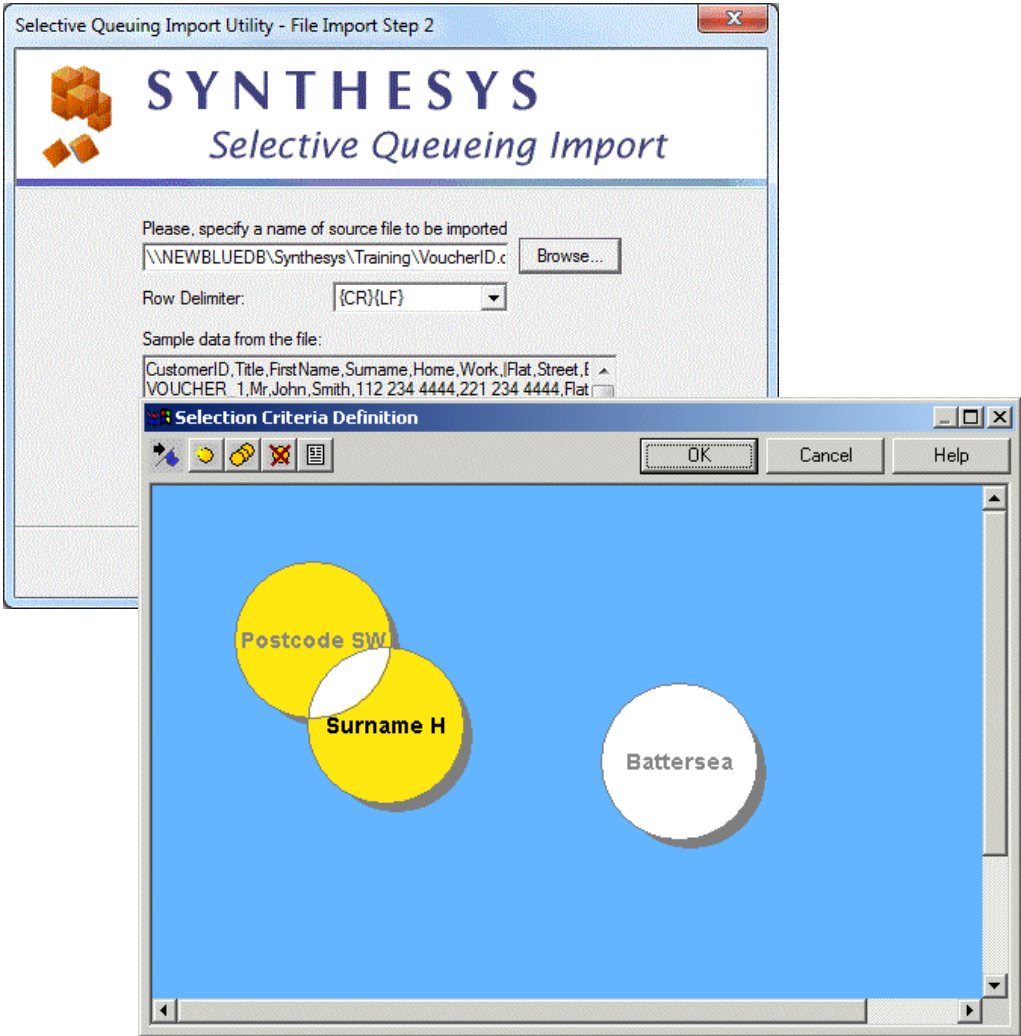 Selective Queuing Import Utility - File Import Step 2
SYNTHESYS
Selective Queueing Import
Please, specify a name of source file to be imported
\\NEWBLUEDB\Synthesys\Training\VoucherID.c
Browse...
Row Delimiter:
{CR}{LF}
Sample data from the file:
CustomerID,Title,FirstName,Surname,Home,Work,|Flat,Street,
VOUCHER_1,Mr,John,Smith,112 234 4444,221 234 4444,Flat
Selection Criteria Definition
OK
Cancel
Help
Postcode SW
Surname H
Battersea